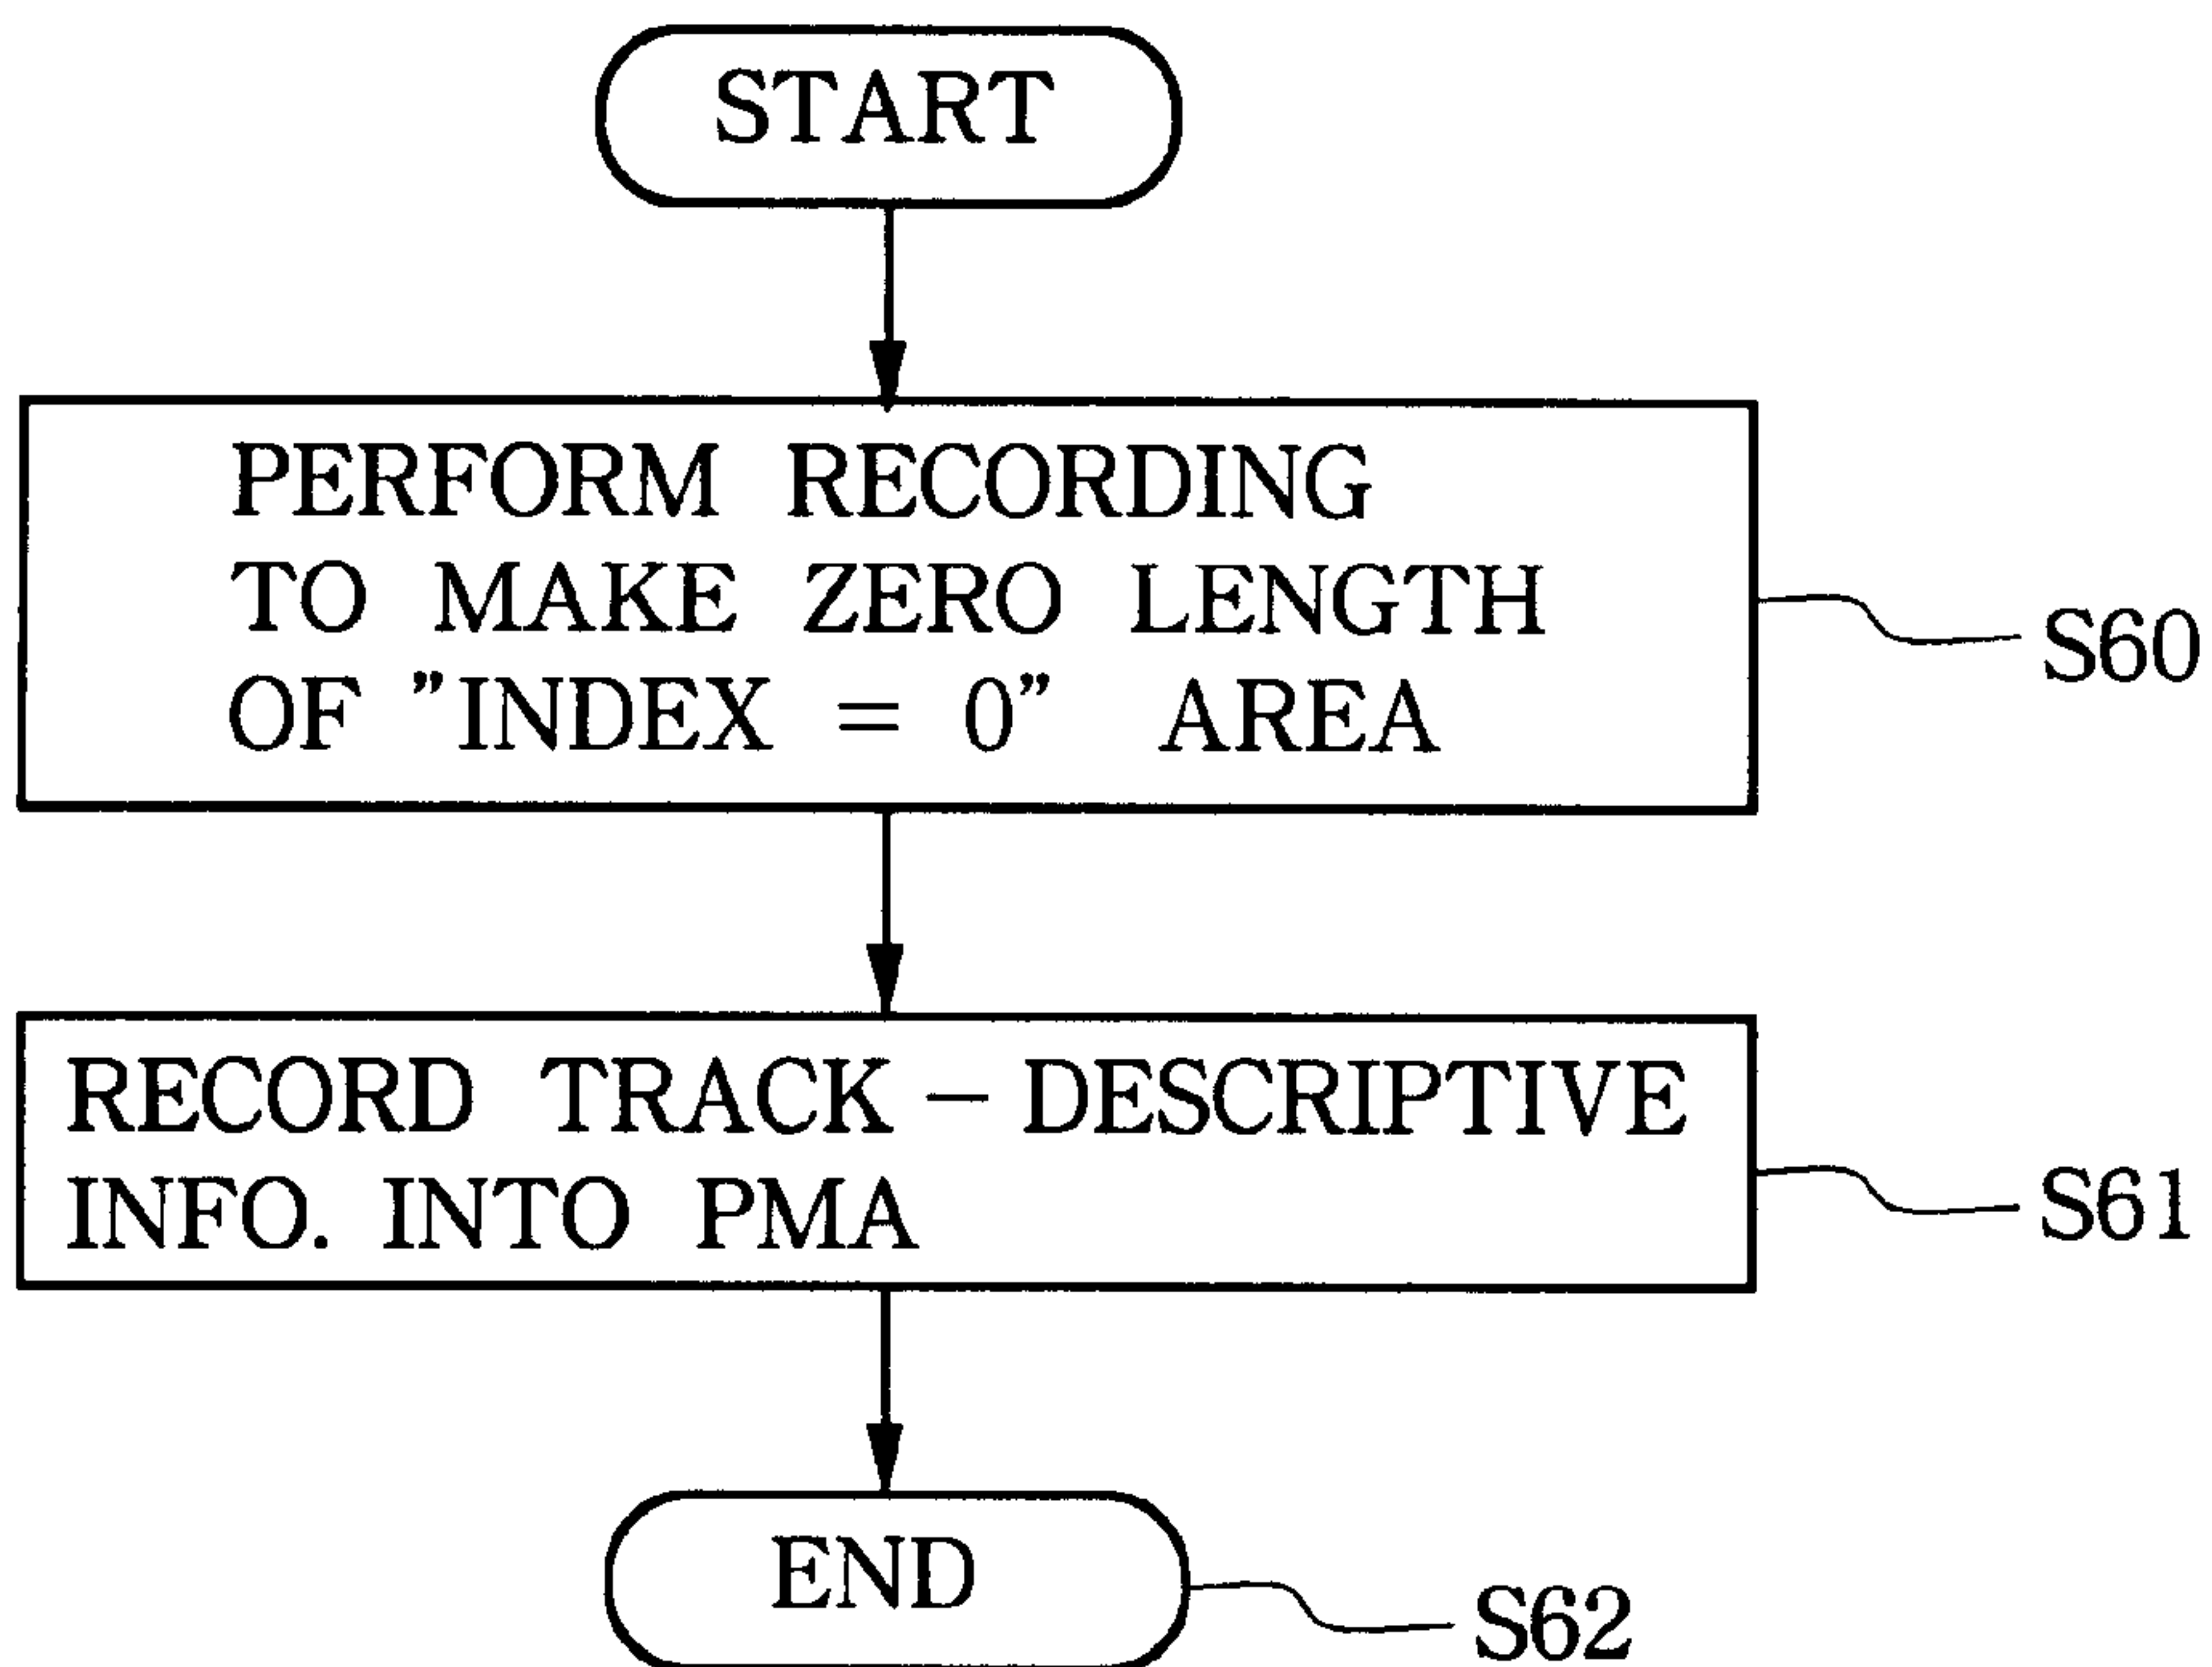 START
PERFORM RECORDING
TO MAKE ZERO LENGTH
OF "INDEX = 0" AREA
S60
RECORD TRACK - DESCRIPTIVE
INFO. INTO PMA
S61
END
S62